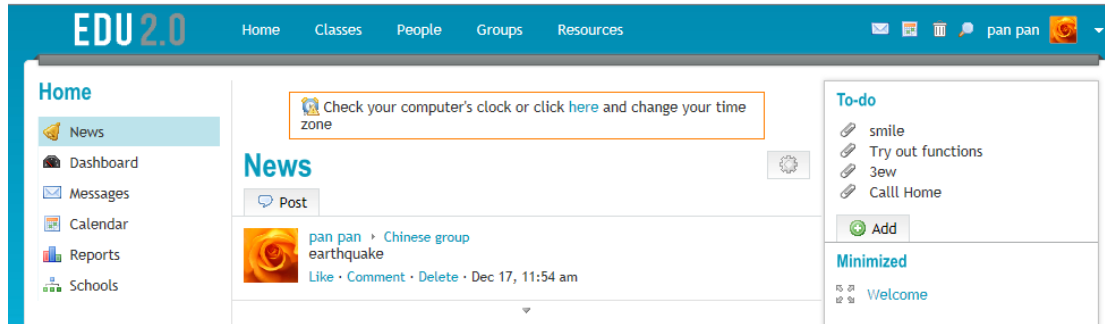 EDU 2.0
Home Classes People Groups Resources
pan pan
Home
News
Dashboard
Messages
Calendar
Reports
Schools
Check your computer's clock or click here and change your time
zone
News
Post
pan pan Chinese group
earthquake
Like · Comment · Delete · Dec 17, 11:54 am
To-do
smile
Try out functions
3ew
Calll Home
Add
Minimized
Welcome